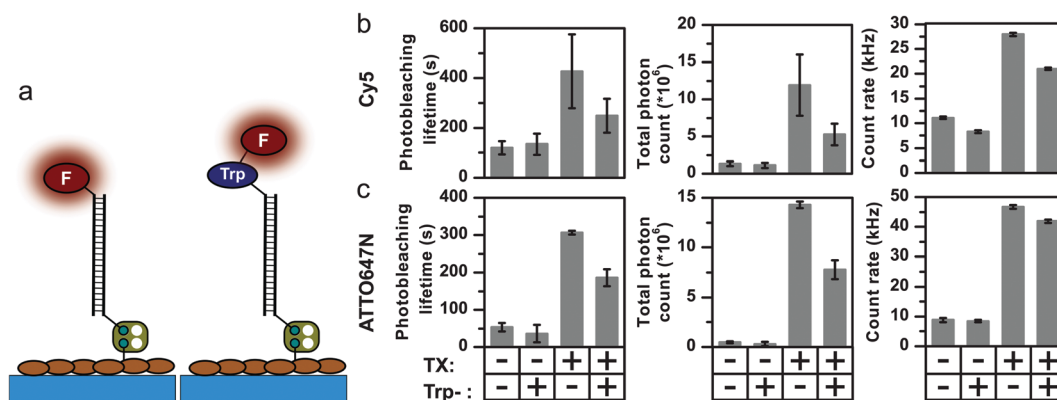 a
F
F
Trp
b
Cy5
Photobleaching
lifetime (s)
600
400
200
0
Total photon
count (*10⁶)
20
15
10
5
0
Count rate (kHz)
30
25
20
15
10
5
0
c
ATTO647N
Photobleaching
lifetime (s)
400
300
200
100
0
Total photon
count (*10⁶)
15
10
5
0
Count rate (kHz)
50
40
30
20
10
0
TX: - - + + - - + + - - + +
Trp- : - + - + - + - + - + - +